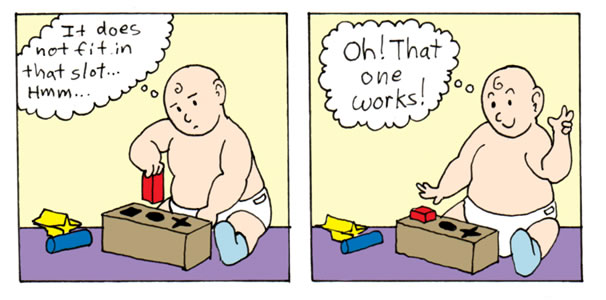 It does
not fit in
that slot...
Hmm...
Oh! That
one
works!